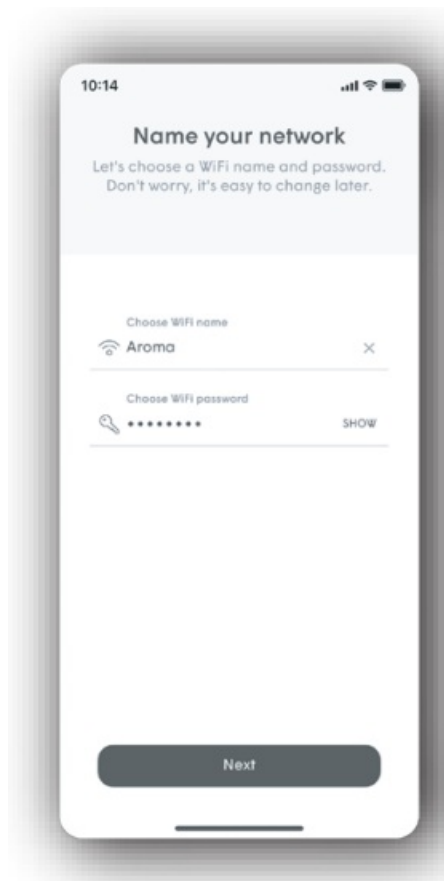 10:14
Name your network
Let's choose a WiFi name and password.
Don't worry, it's easy to change later.
Choose WiFi name
Aroma
Choose WiFi password
•••••••• SHOW
Next